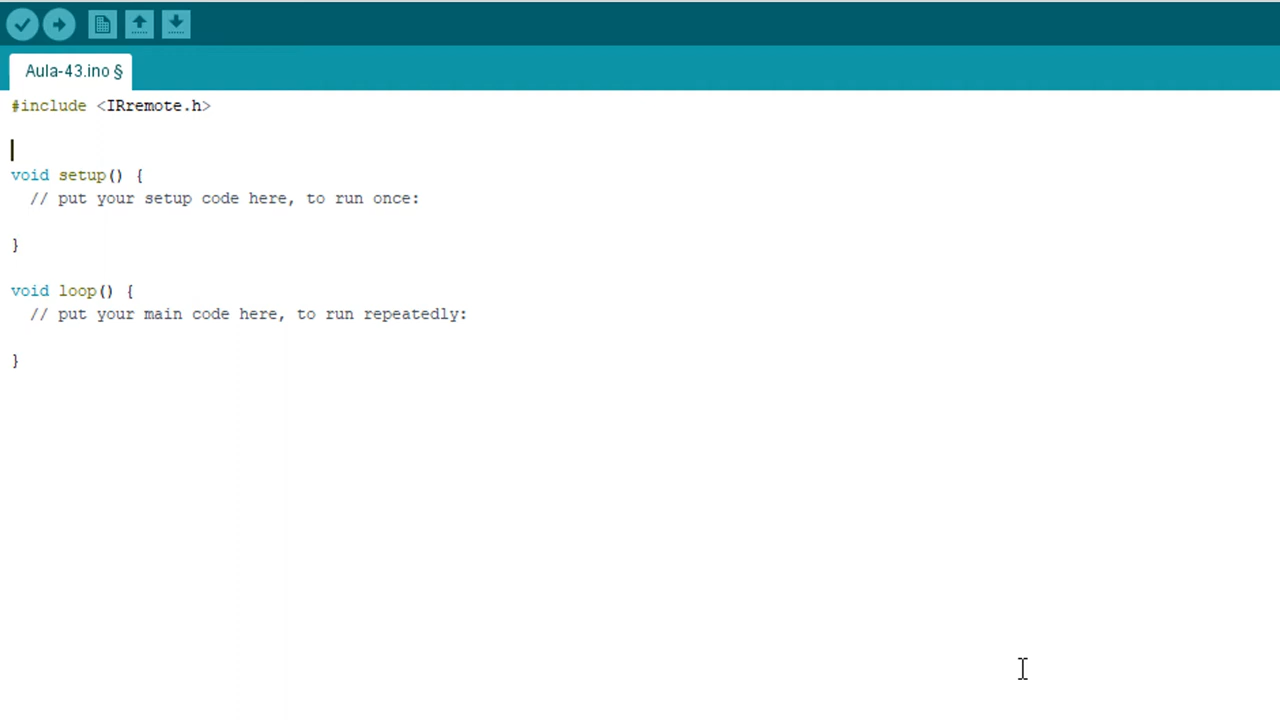 Aula-43.ino §
#include <IRremote.h>
void setup() {
// put your setup code here, to run once:
}
void loop() {
// put your main code here, to run repeatedly:
}